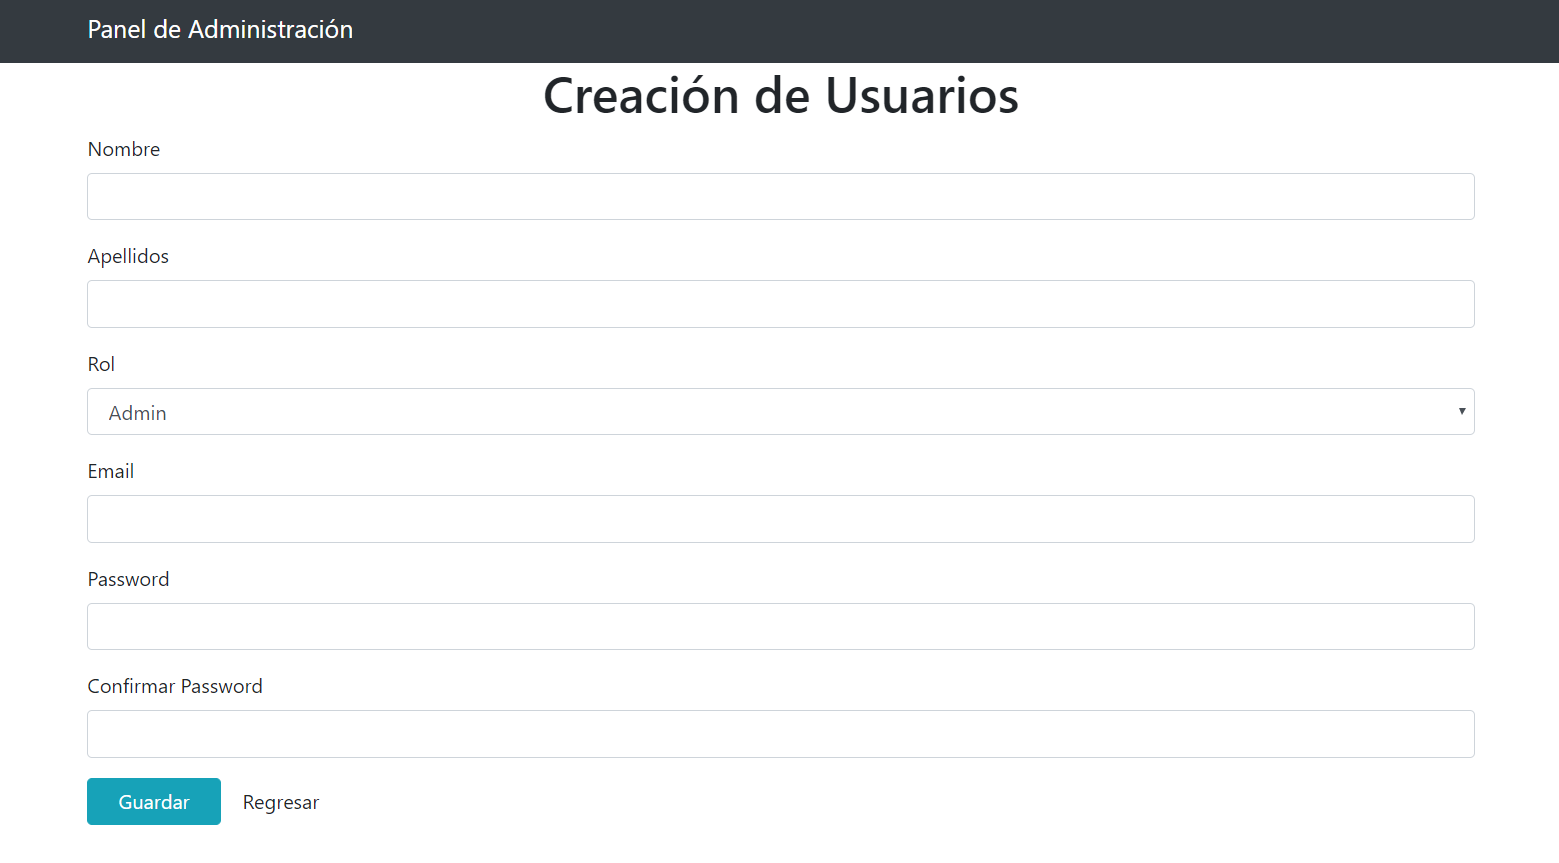 Panel de Administración
Creación de Usuarios
Nombre
Apellidos
Rol
Admin
Email
Password
Confirmar Password
Guardar Regresar